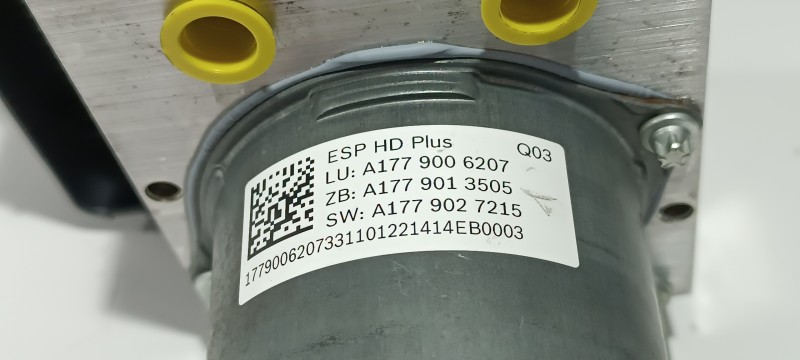 ESP HD Plus Q03
LU: A177 900 6207
ZB: A177 901 3505
SW: A177 902 7215
1779006207331101221414EB0003